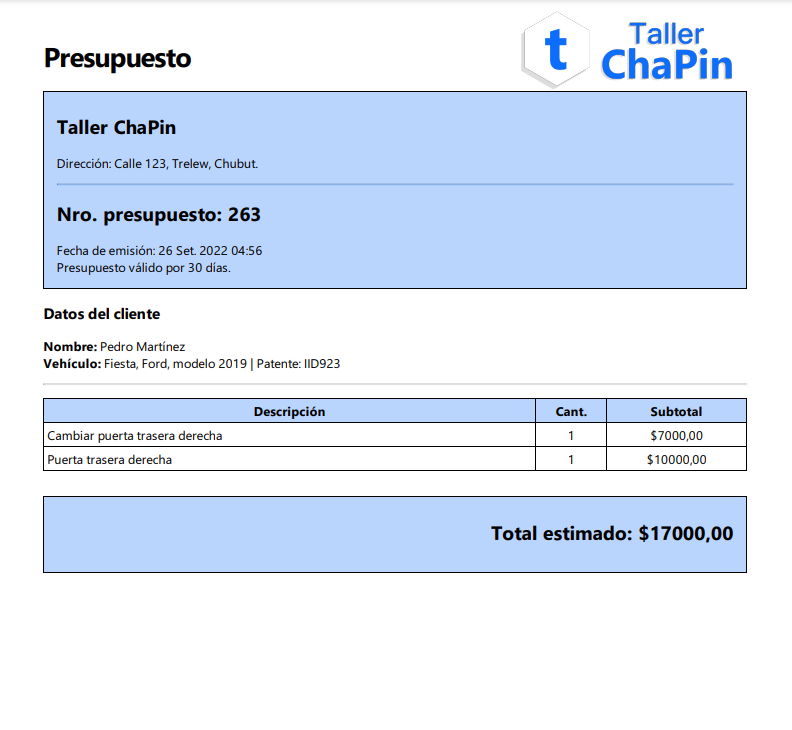 Presupuesto
t
Taller
ChaPin
Taller ChaPin
Dirección: Calle 123, Trelew, Chubut.
Nro. presupuesto: 263
Fecha de emisión: 26 Set. 2022 04:56
Presupuesto válido por 30 días.
Datos del cliente
Nombre: Pedro Martínez
Vehículo: Fiesta, Ford, modelo 2019 | Patente: IID923
Descripción Cant. Subtotal
Cambiar puerta trasera derecha 1 $7000,00
Puerta trasera derecha 1 $10000,00
Total estimado: $17000,00